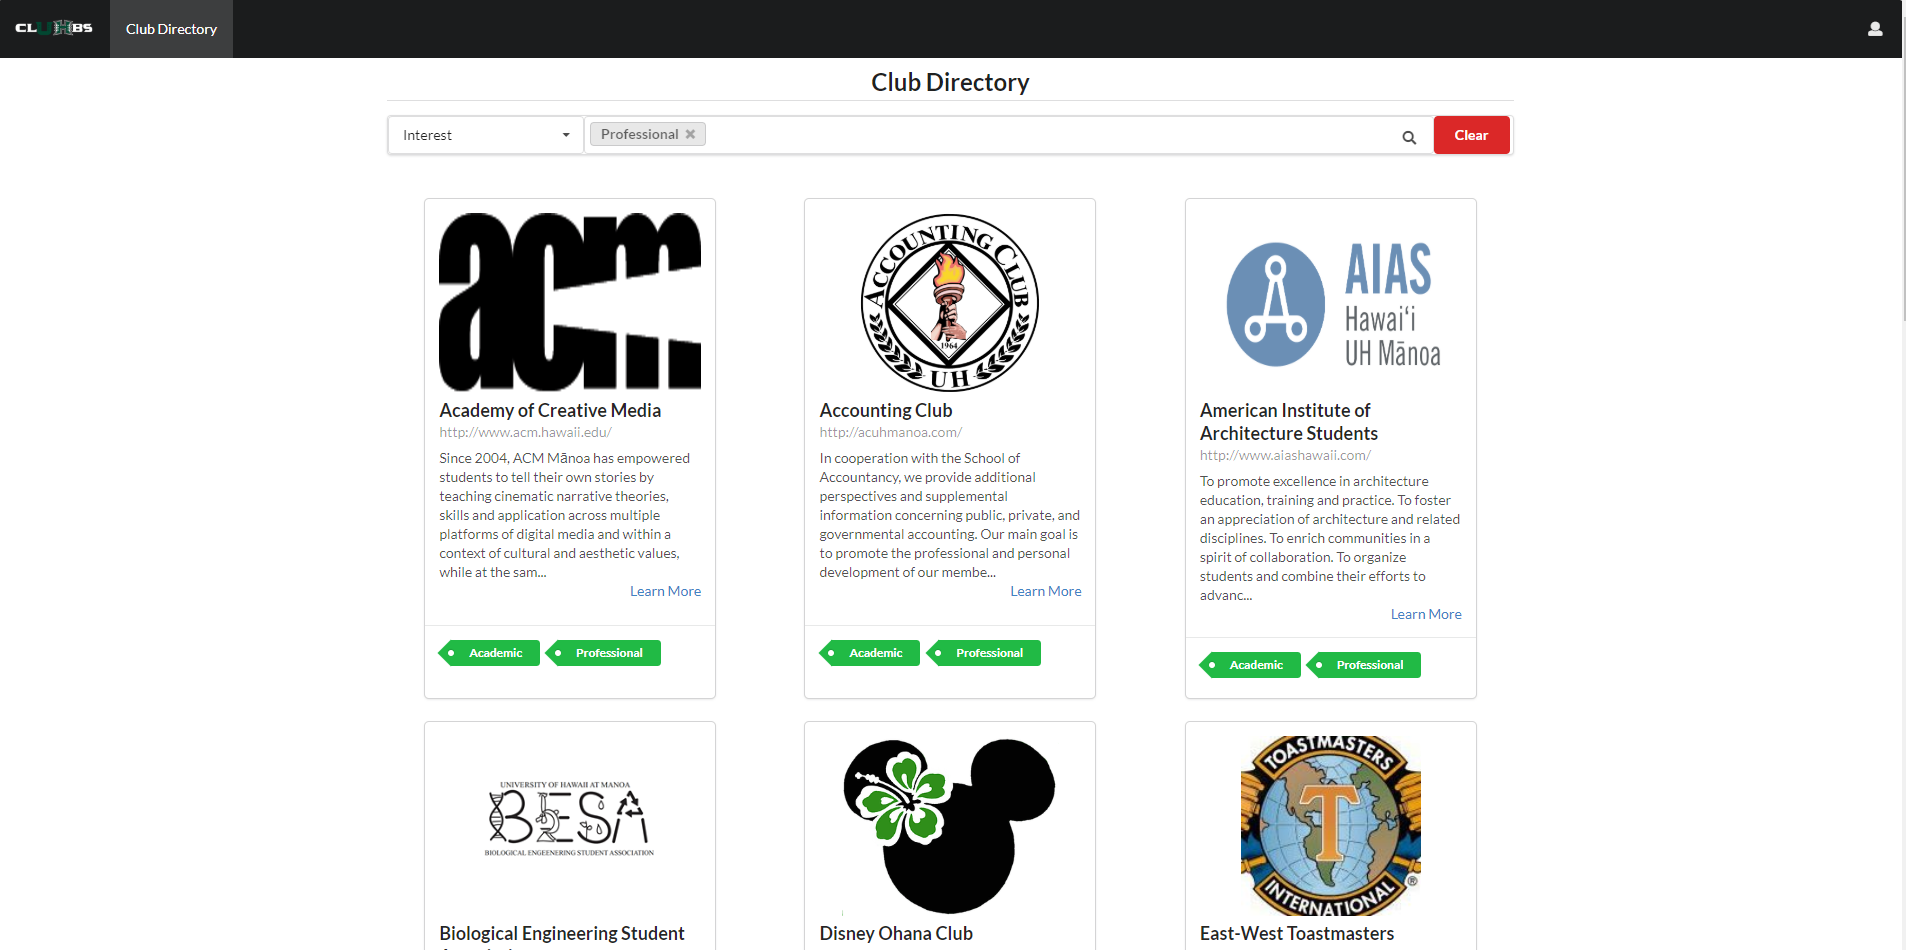 CLUHBS
Club Directory
Club Directory
Interest
Professional
Clear
acm
ACCOUNTING CLUB
1964
UH
AIAS
Hawaiʻi
UH Mānoa
Academy of Creative Media
http://www.acm.hawaii.edu/
Since 2004, ACM Mānoa has empowered
students to tell their own stories by
teaching cinematic narrative theories,
skills and application across multiple
platforms of digital media and within a
context of cultural and aesthetic values,
while at the sam...
Learn More
Academic
Professional
Accounting Club
http://acuhmanoa.com/
In cooperation with the School of
Accountancy, we provide additional
perspectives and supplemental
information concerning public, private, and
governmental accounting. Our main goal is
to promote the professional and personal
development of our membe...
Learn More
Academic
Professional
American Institute of
Architecture Students
http://www.aiashawaii.com/
To promote excellence in architecture
education, training and practice. To foster
an appreciation of architecture and related
disciplines. To enrich communities in a
spirit of collaboration. To organize
students and combine their efforts to
advanc...
Learn More
Academic
Professional
UNIVERSITY OF HAWAII AT MANOA
BESA
BIOLOGICAL ENGEENERING STUDENT ASSOCIATION
Biological Engineering Student
Disney Ohana Club
TOASTMASTERS
T
INTERNATIONAL
®
East-West Toastmasters